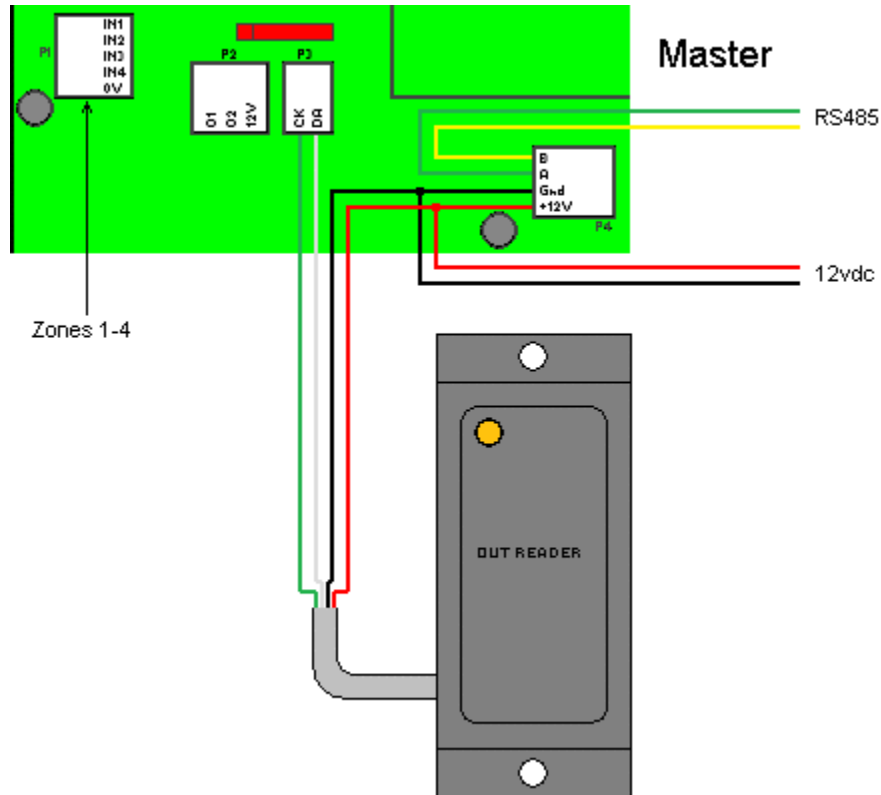 Master
IN1
IN2
IN3
IN4
0V
P1
P2
P3
O1
O2
12V
CK
DA
RS485
B
A
Gnd
+12V
P4
12vdc
Zones 1-4
OUT READER